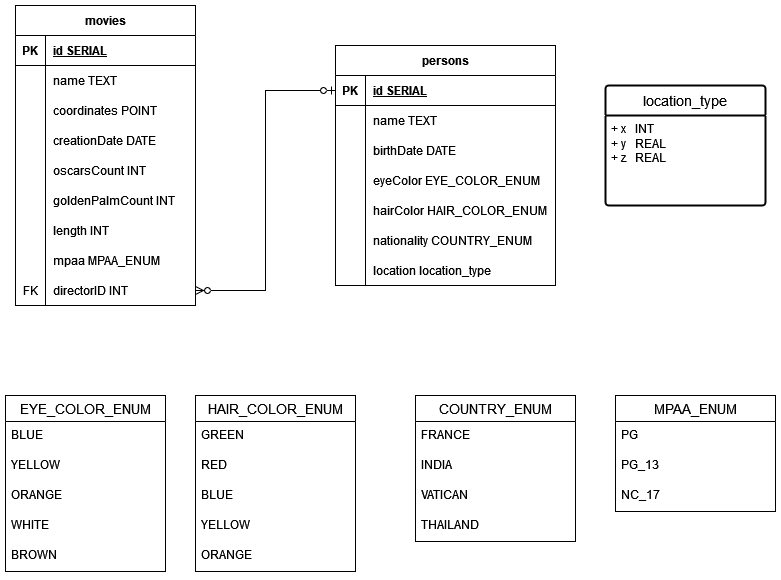 movies
PK id SERIAL
name TEXT
coordinates POINT
creationDate DATE
oscarsCount INT
goldenPalmCount INT
length INT
mpaa MPAA_ENUM
FK directorID INT
persons
PK id SERIAL
name TEXT
birthDate DATE
eyeColor EYE_COLOR_ENUM
hairColor HAIR_COLOR_ENUM
nationality COUNTRY_ENUM
location location_type
location_type
+ x INT
+ y REAL
+ z REAL
EYE_COLOR_ENUM
BLUE
YELLOW
ORANGE
WHITE
BROWN
HAIR_COLOR_ENUM
GREEN
RED
BLUE
YELLOW
ORANGE
COUNTRY_ENUM
FRANCE
INDIA
VATICAN
THAILAND
MPAA_ENUM
PG
PG_13
NC_17